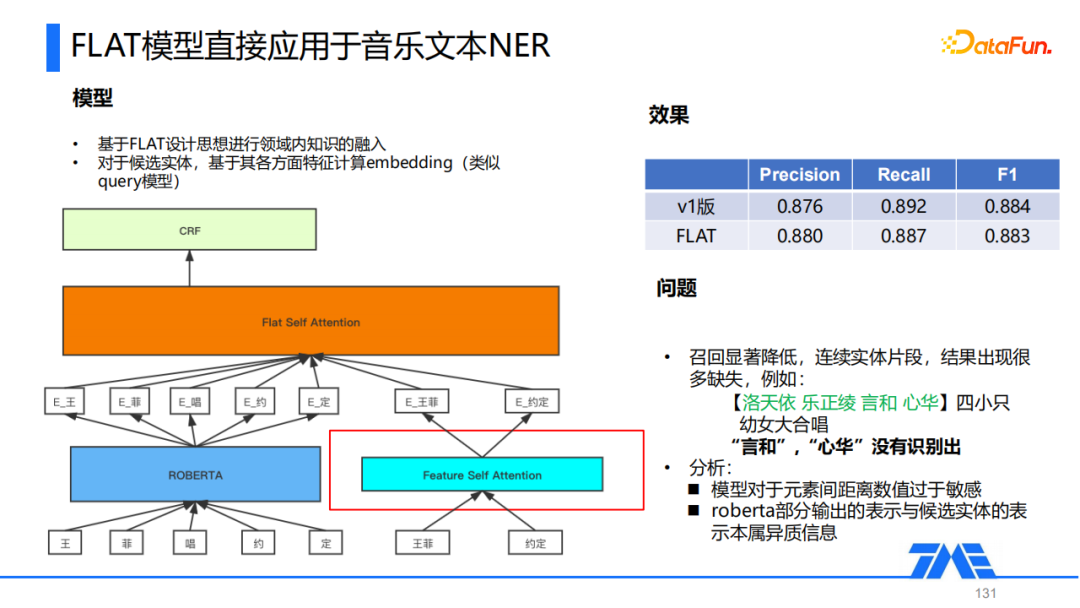 FLAT模型直接应用于音乐文本NER
DataFun.
模型
• 基于FLAT设计思想进行领域内知识的融入
• 对于候选实体，基于其各方面特征计算embedding（类似
query模型）
CRF
Flat Self Attention
E_王 E_菲 E_唱 E_约 E_定 E_王菲 E_约定
ROBERTA
Feature Self Attention
王 菲 唱 约 定 王菲 约定
效果
Precision Recall F1
v1版 0.876 0.892 0.884
FLAT 0.880 0.887 0.883
问题
• 召回显著降低，连续实体片段，结果出现很
多缺失，例如：
【洛天依 乐正绫 言和 心华】四小只
幼女大合唱
“言和”，“心华”没有识别出
• 分析：
■ 模型对于元素间距离数值过于敏感
■ roberta部分输出的表示与候选实体的表
示本属异质信息
TME
131